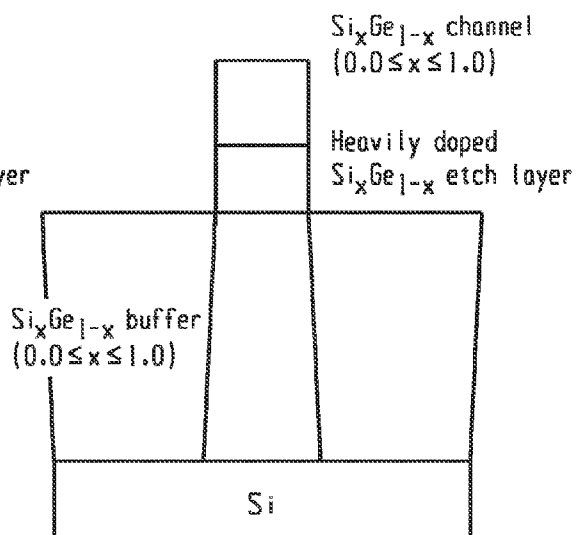 SiₓGe₁₋ₓ channel
(0.0≤x≤1.0)
Heavily doped
SiₓGe₁₋ₓ etch layer
yer
SiₓGe₁₋ₓ buffer
(0.0≤x≤1.0)
Si